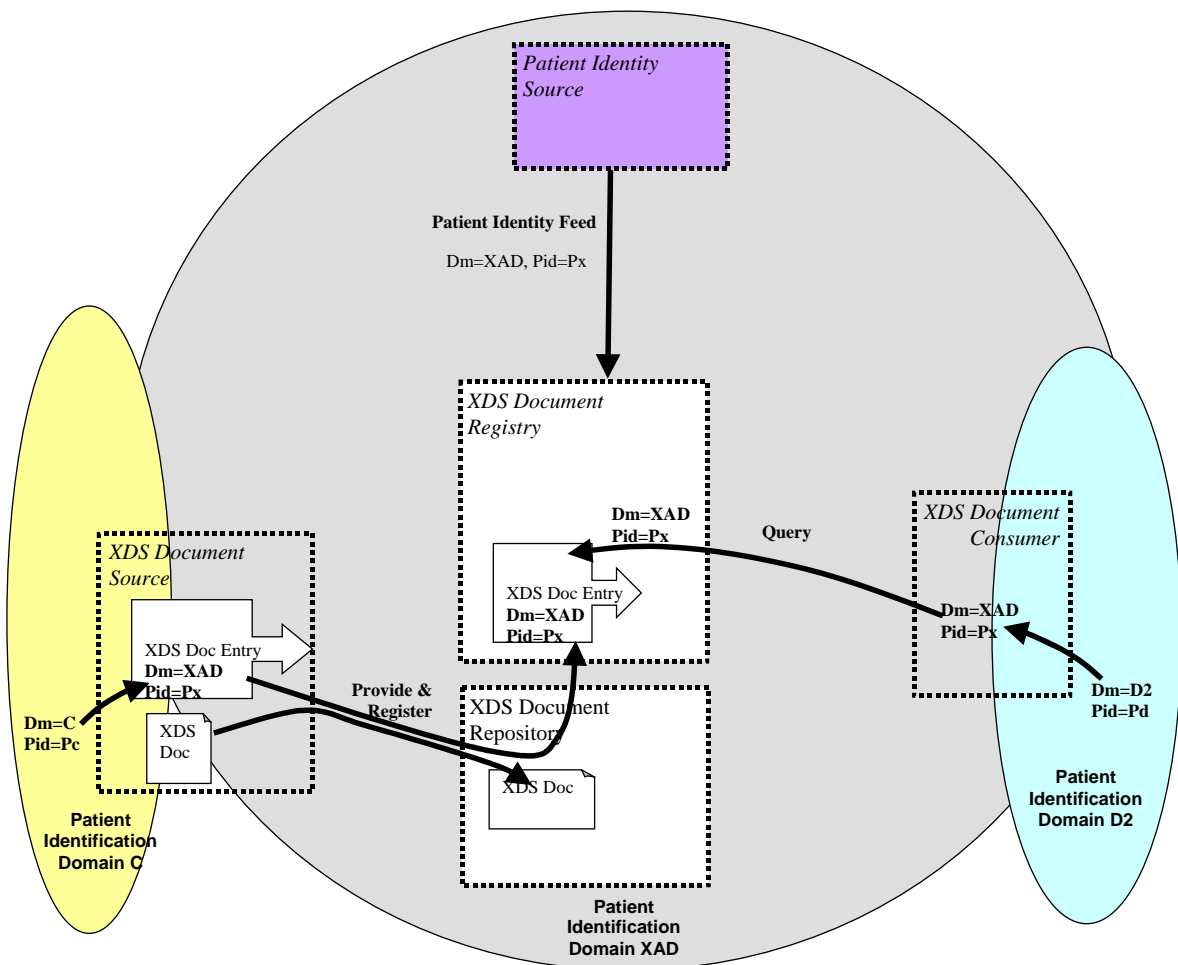 Patient Identity
Source
Patient Identity Feed
Dm=XAD, Pid=Px
XDS Document
Registry
Dm=XAD
Pid=Px
XDS Doc Entry
Dm=XAD
Pid=Px
Query
XDS Document
Consumer
Dm=XAD
Pid=Px
Dm=D2
Pid=Pd
Patient
Identification
Domain D2
XDS Document
Source
XDS Doc Entry
Dm=XAD
Pid=Px
Dm=C
Pid=Pc
XDS
Doc
Patient
Identification
Domain C
Provide &
Register
XDS Document
Repository
XDS Doc
Patient
Identification
Domain XAD